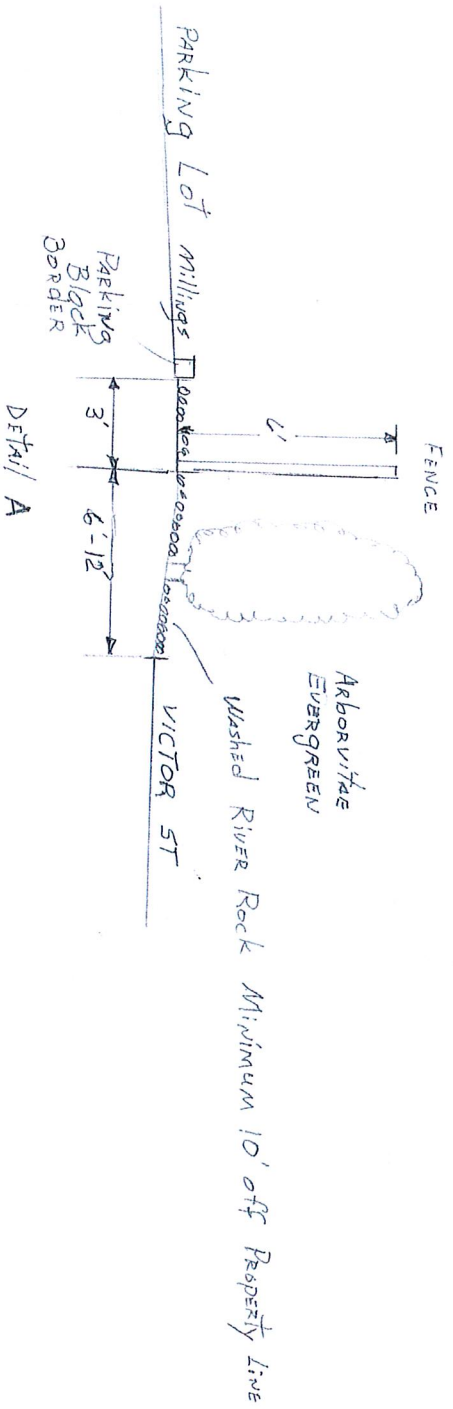 FENCE
6'
ARBORVITAE
EVERGREEN
PARKING LOT Millings
WASHED RIVER ROCK MINIMUM 10' OFF PROPERTY LINE
VICTOR ST
PARKING
BLOCK
BORDER
3'
6'-12'
DETAIL A